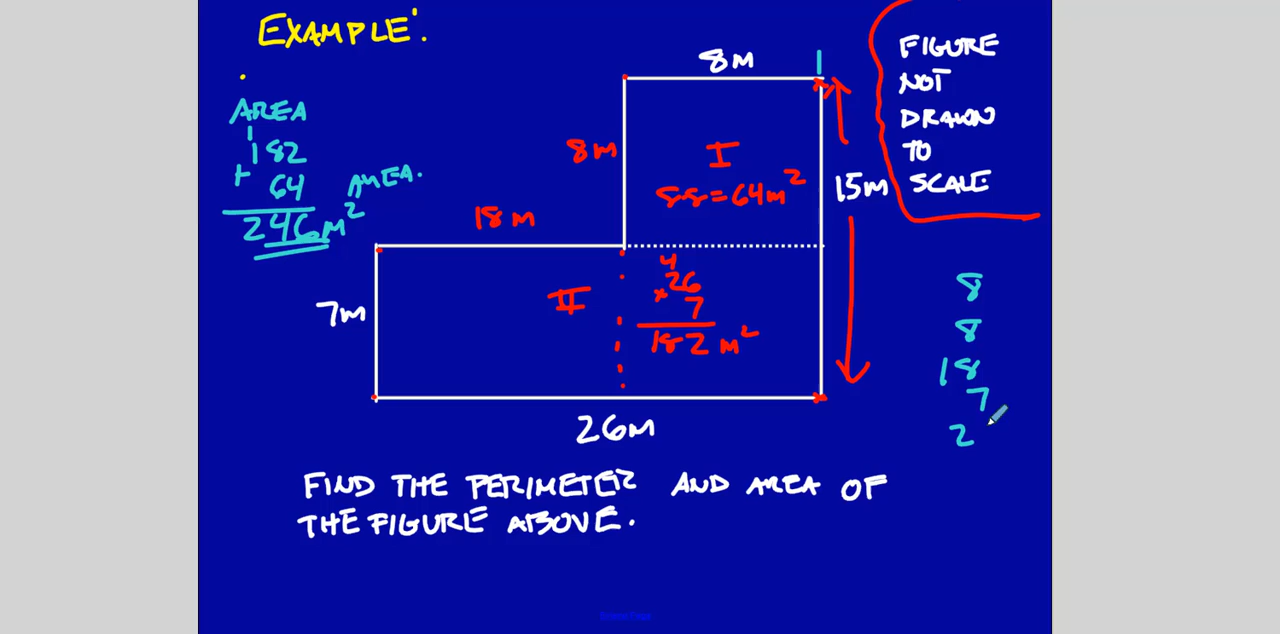 EXAMPLE:
8M
FIGURE
NOT
DRAWN
TO
SCALE
AREA
1
182
+ 64
246M² AREA.
8M
I
8·8=64M²
15M
18M
7M
II
4
26
× 7
182 M²
8
8
18
7
2
26M
FIND THE PERIMETER AND AREA OF
THE FIGURE ABOVE.